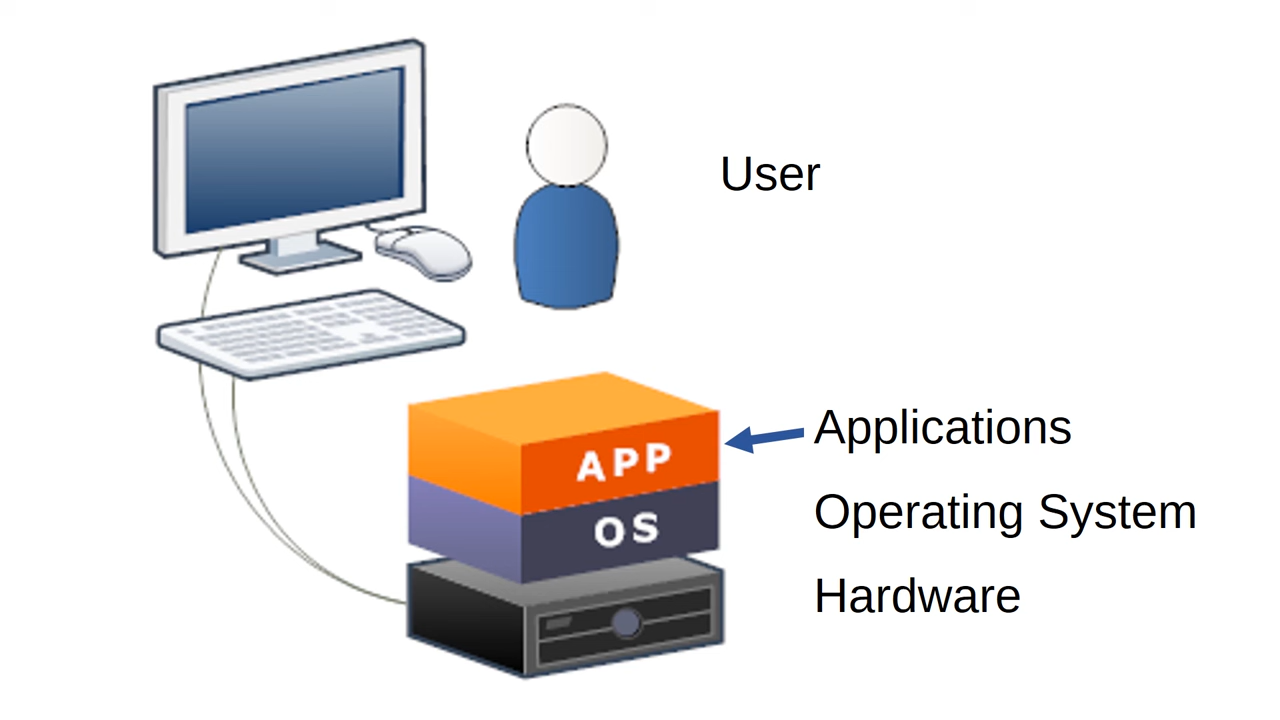 User
Applications
APP
Operating System
OS
Hardware